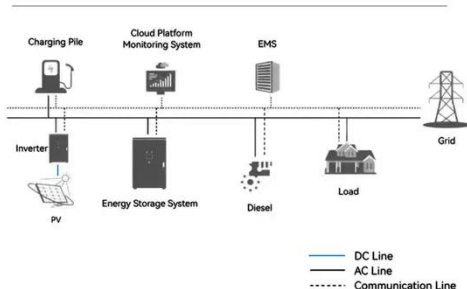 Charging Pile
Cloud Platform
Monitoring System
EMS
Inverter
Grid
PV
Energy Storage System
Diesel
Load
DC Line
AC Line
Communication Line